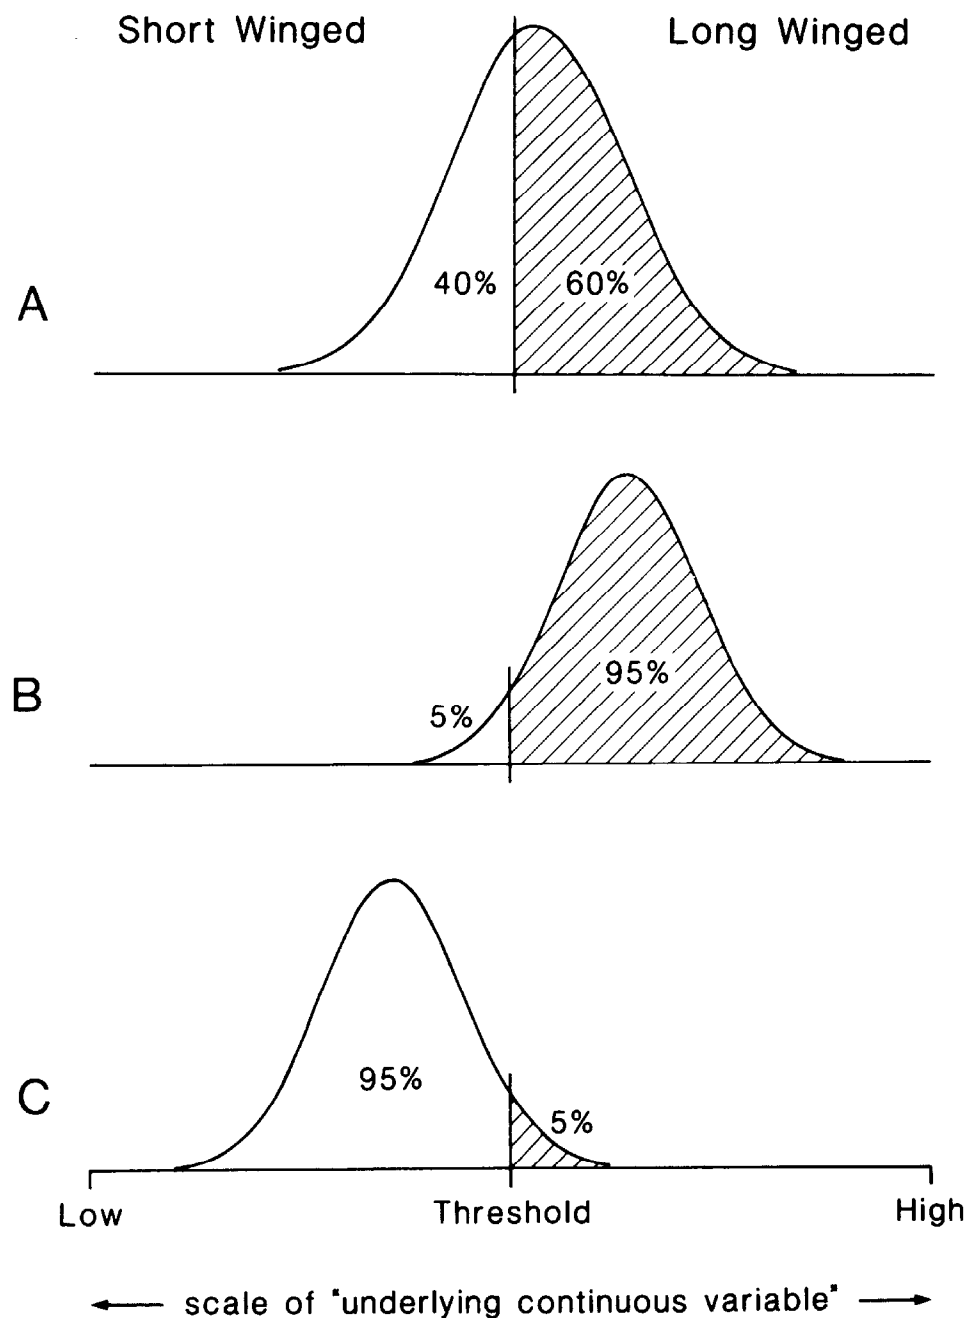 Short Winged Long Winged
40% 60%
A
95%
B
5%
95%
C
5%
Low Threshold High
scale of "underlying continuous variable"